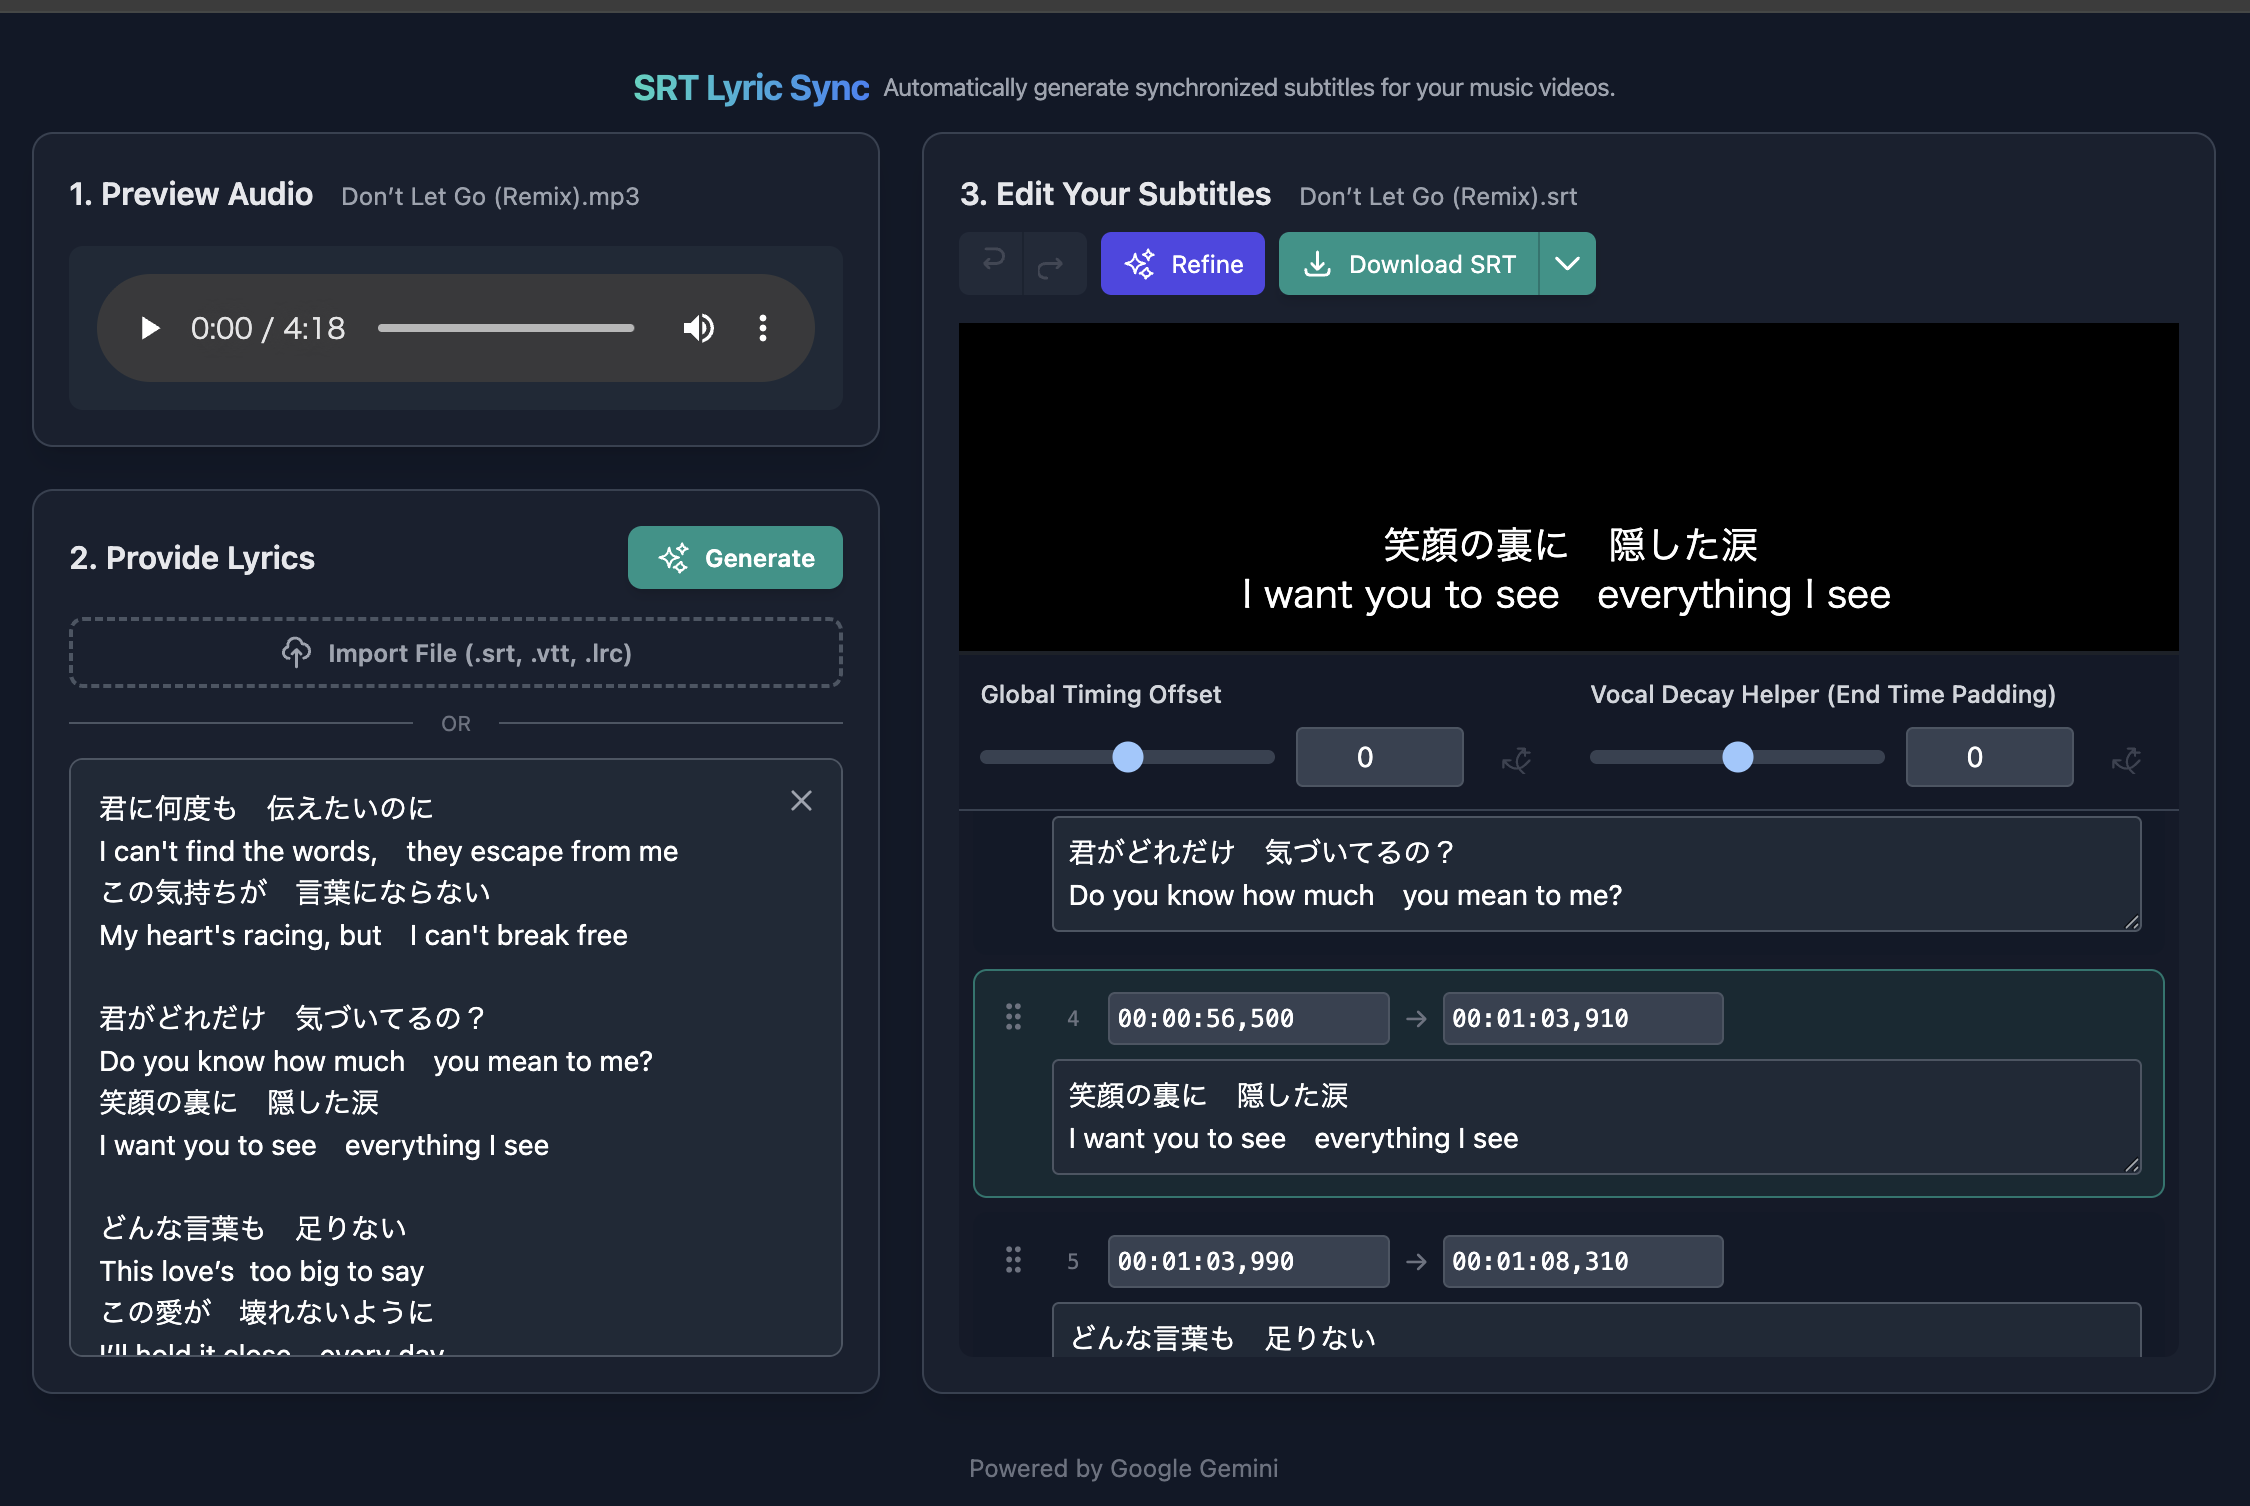 SRT Lyric Sync Automatically generate synchronized subtitles for your music videos.
1. Preview Audio Don’t Let Go (Remix).mp3
0:00 / 4:18
2. Provide Lyrics
Generate
Import File (.srt, .vtt, .lrc)
OR
君に何度も　伝えたいのに
I can't find the words,　they escape from me
この気持ちが　言葉にならない
My heart's racing, but　I can't break free
君がどれだけ　気づいてるの？
Do you know how much　you mean to me?
笑顔の裏に　隠した涙
I want you to see　everything I see
どんな言葉も　足りない
This love’s  too big to say
この愛が　壊れないように
I’ll hold it close　every day
3. Edit Your Subtitles Don’t Let Go (Remix).srt
Refine
Download SRT
笑顔の裏に　隠した涙
I want you to see　everything I see
Global Timing Offset
0
Vocal Decay Helper (End Time Padding)
0
君がどれだけ　気づいてるの？
Do you know how much　you mean to me?
4 00:00:56,500 → 00:01:03,910
笑顔の裏に　隠した涙
I want you to see　everything I see
5 00:01:03,990 → 00:01:08,310
どんな言葉も　足りない
Powered by Google Gemini